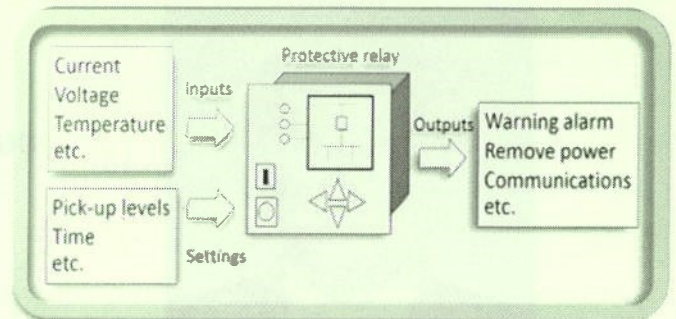 Protective relay
Current
Voltage
Temperature
etc.
Inputs
Pick-up levels
Time
etc.
Settings
Outputs
Warning alarm
Remove power
Communications
etc.